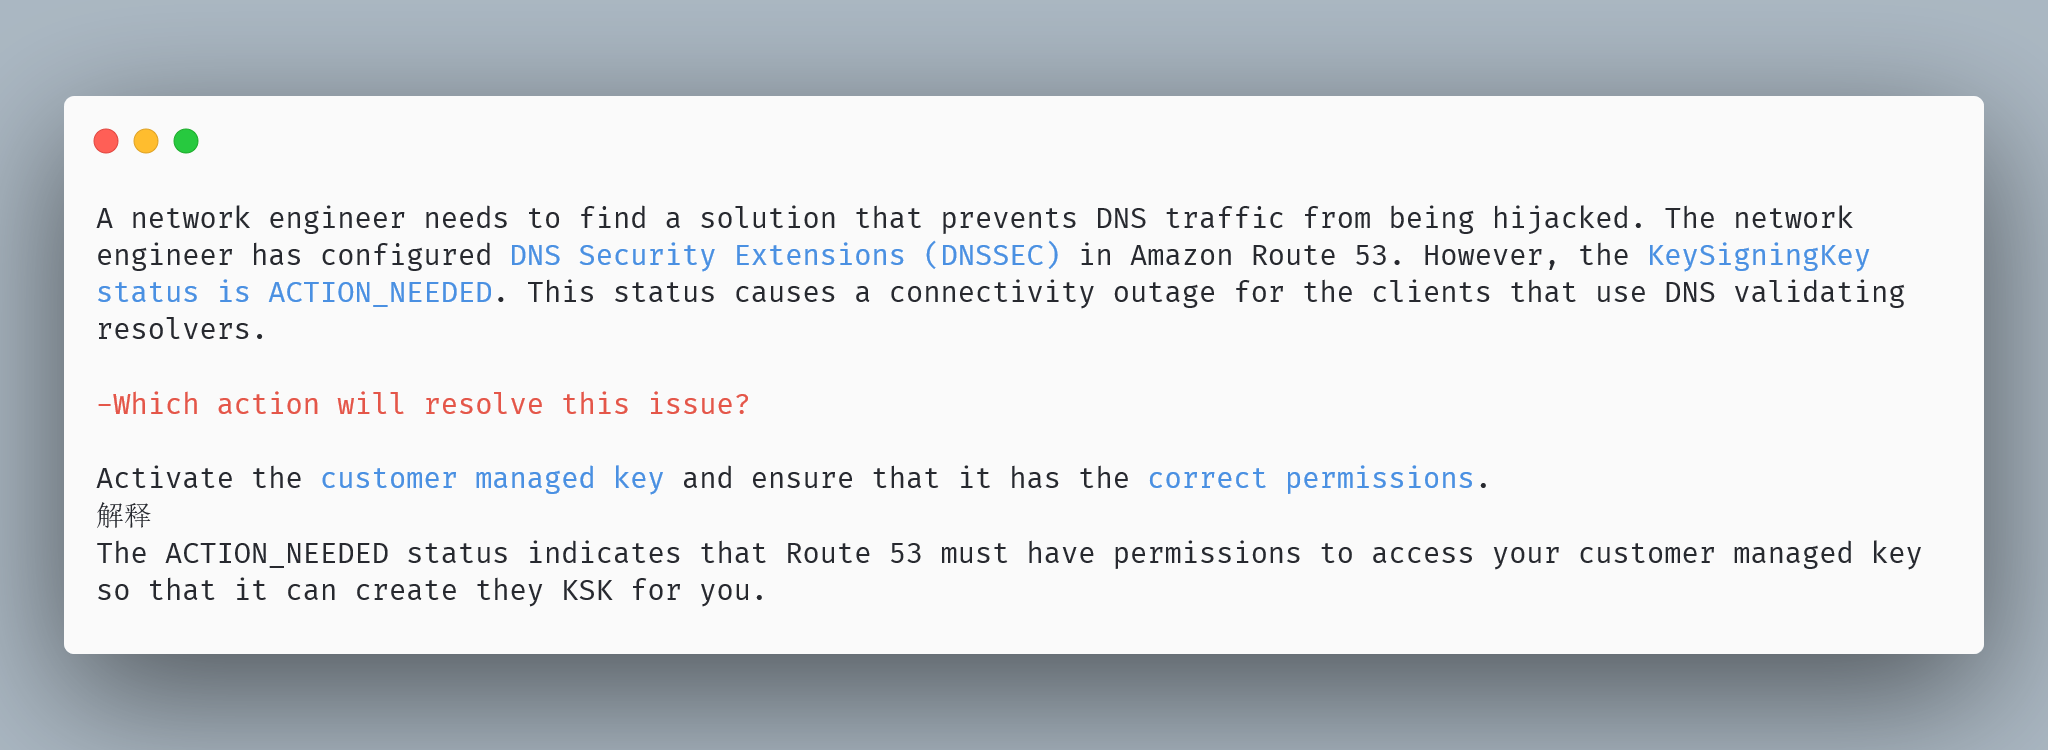 A network engineer needs to find a solution that prevents DNS traffic from being hijacked. The network
engineer has configured DNS Security Extensions (DNSSEC) in Amazon Route 53. However, the KeySigningKey
status is ACTION_NEEDED. This status causes a connectivity outage for the clients that use DNS validating
resolvers.
-Which action will resolve this issue?
Activate the customer managed key and ensure that it has the correct permissions.
解释
The ACTION_NEEDED status indicates that Route 53 must have permissions to access your customer managed key
so that it can create they KSK for you.